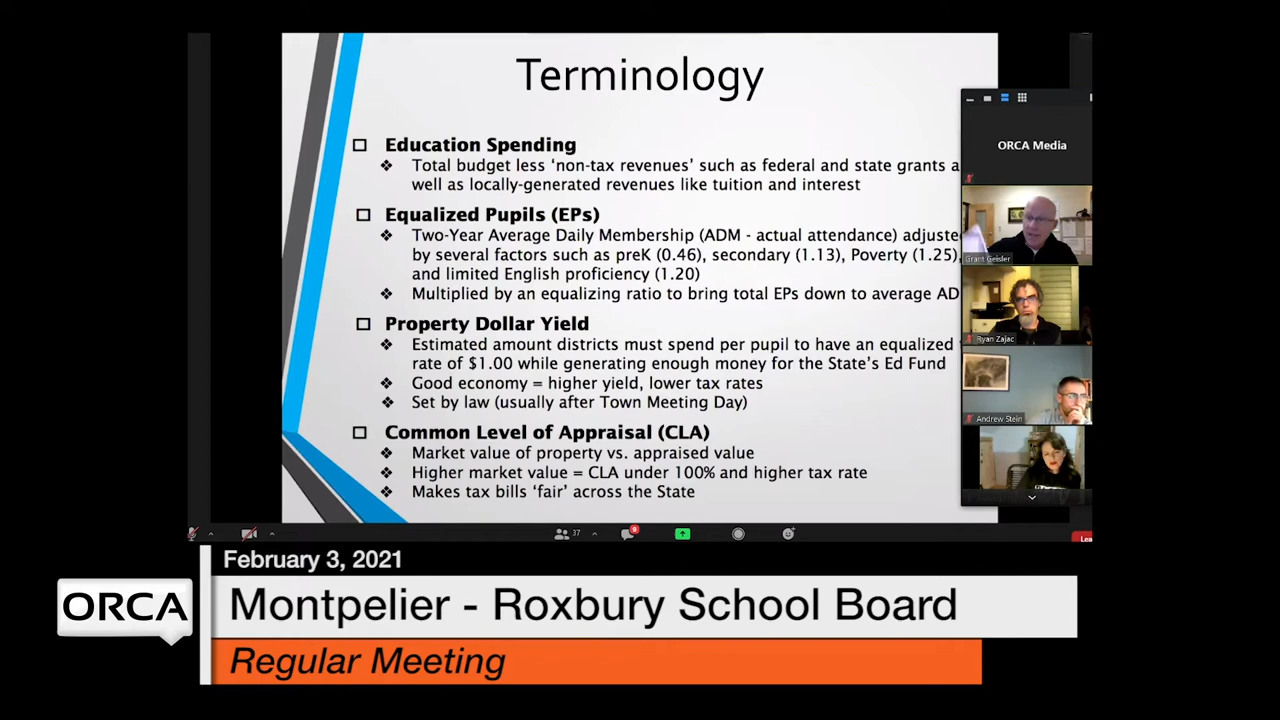 Terminology
Education Spending
Total budget less ‘non-tax revenues’ such as federal and state grants a
well as locally-generated revenues like tuition and interest
Equalized Pupils (EPs)
Two-Year Average Daily Membership (ADM - actual attendance) adjuste
by several factors such as preK (0.46), secondary (1.13), Poverty (1.25),
and limited English proficiency (1.20)
Multiplied by an equalizing ratio to bring total EPs down to average AD
Property Dollar Yield
Estimated amount districts must spend per pupil to have an equalized
rate of $1.00 while generating enough money for the State’s Ed Fund
Good economy = higher yield, lower tax rates
Set by law (usually after Town Meeting Day)
Common Level of Appraisal (CLA)
Market value of property vs. appraised value
Higher market value = CLA under 100% and higher tax rate
Makes tax bills ‘fair’ across the State
ORCA Media
Grant Geisler
Ryan Zajac
Andrew Stein
37
9
Lea
February 3, 2021
ORCA
Montpelier - Roxbury School Board
Regular Meeting